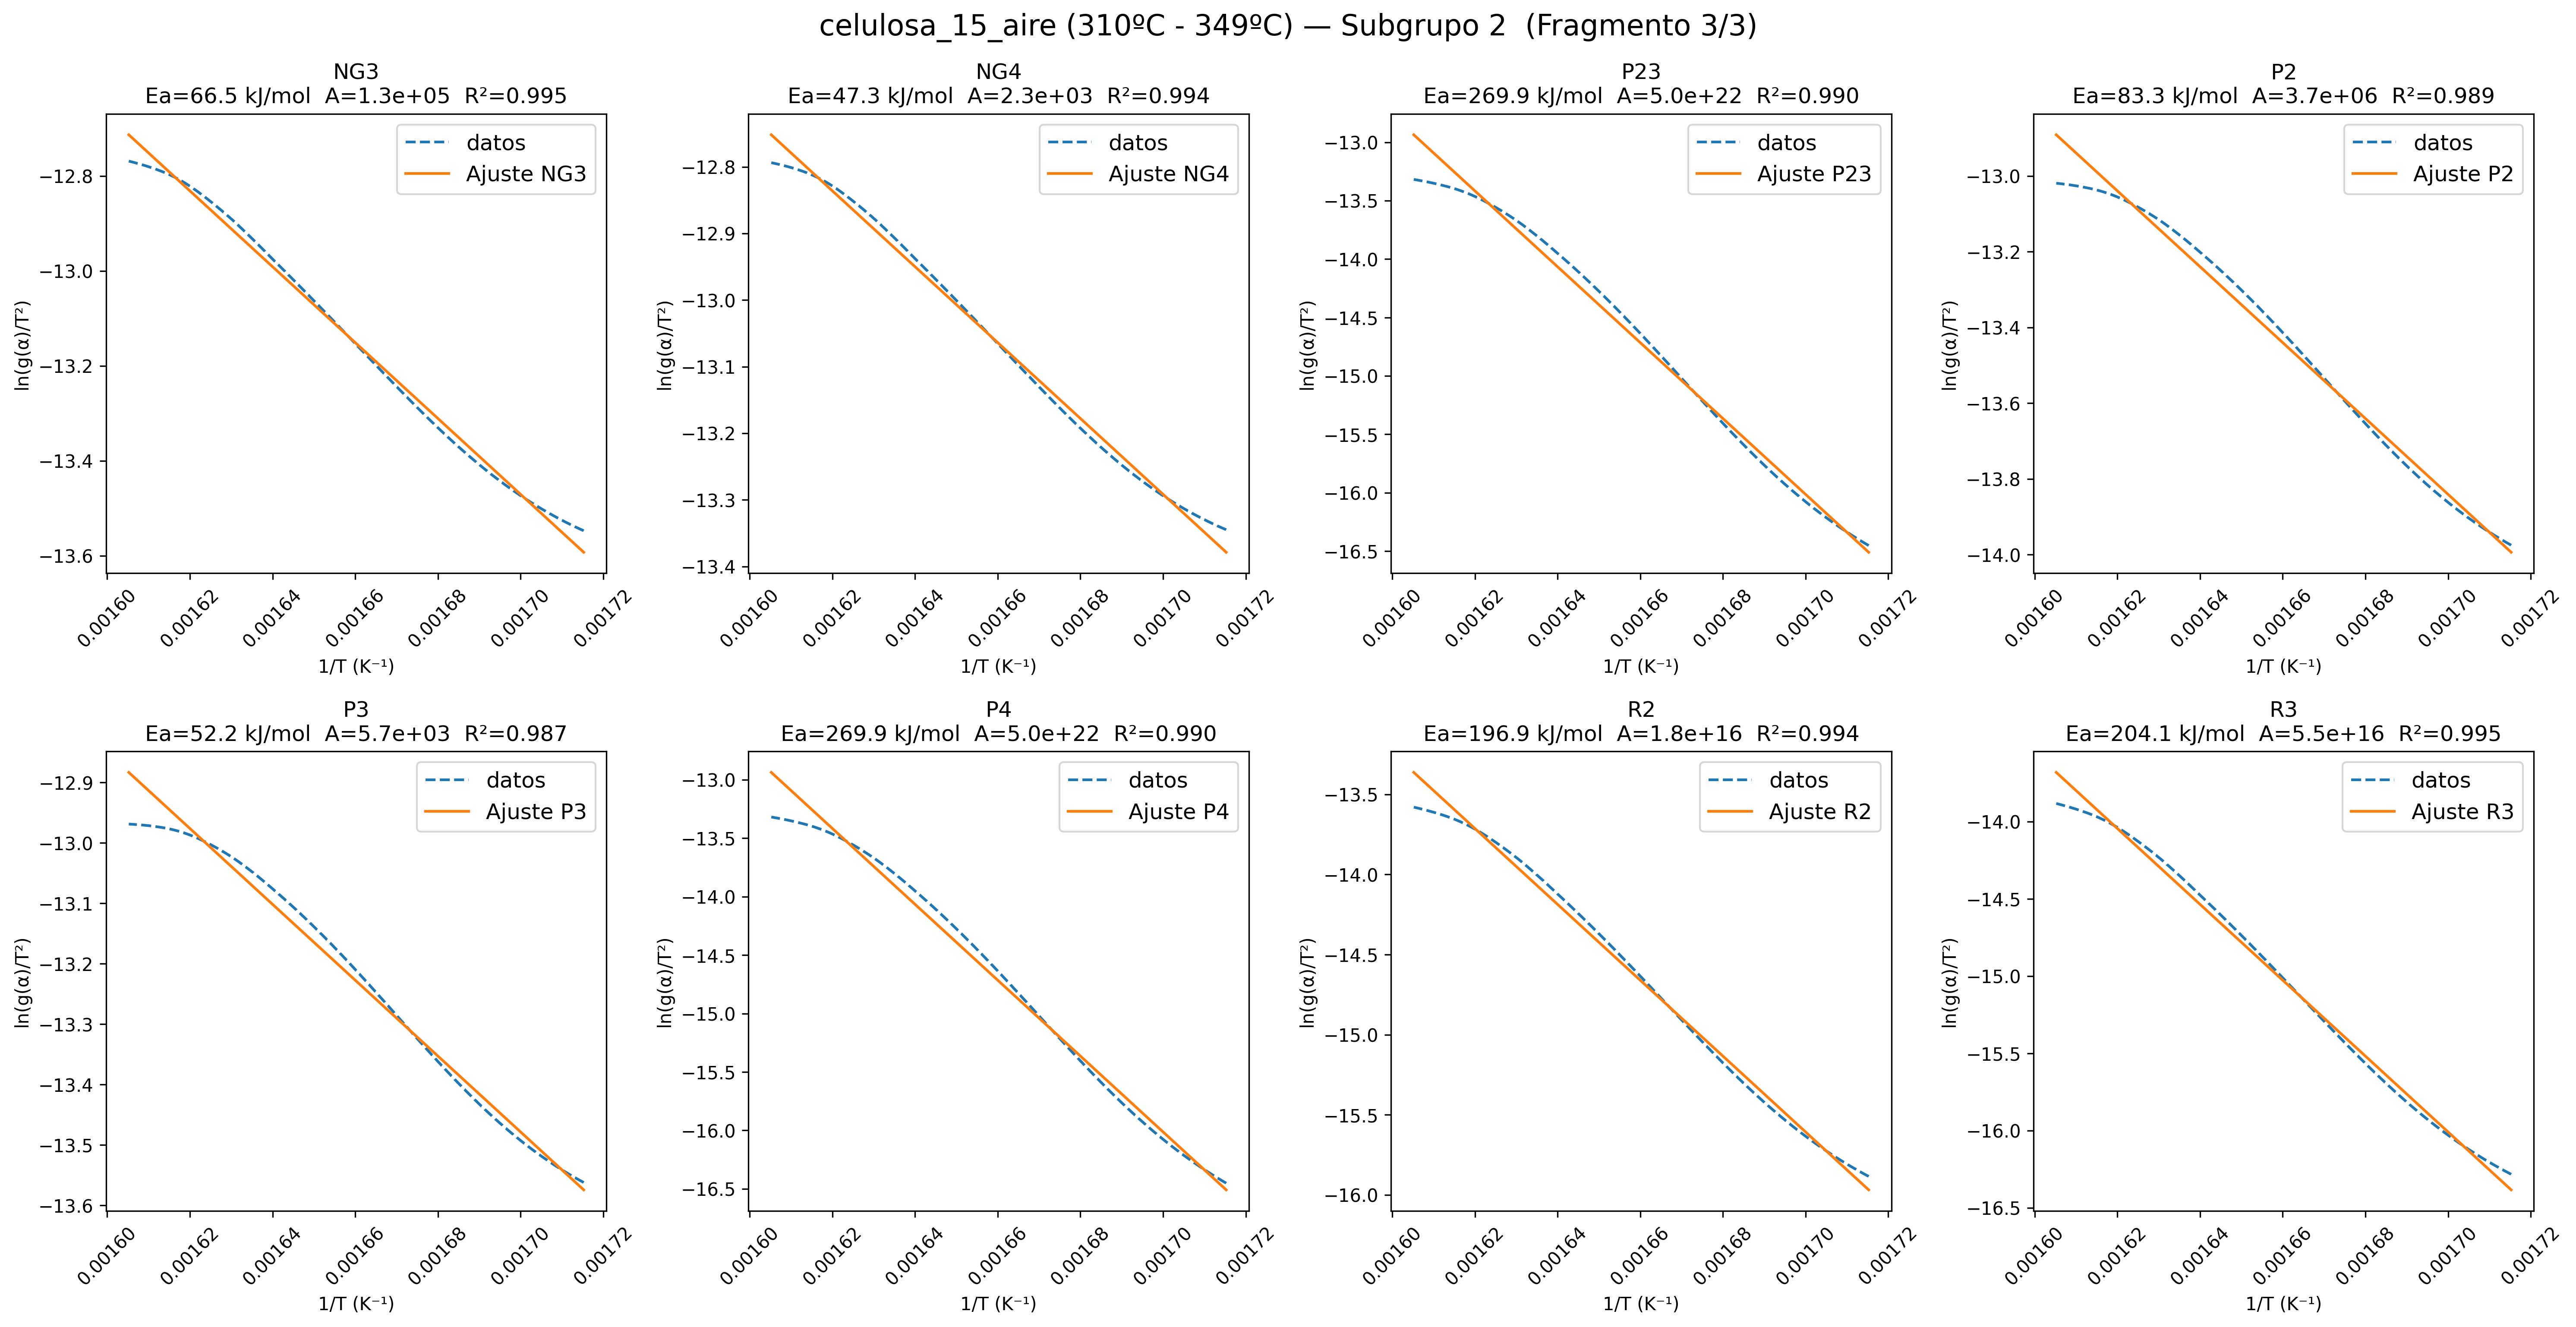 celulosa_15_aire (310ºC - 349ºC) — Subgrupo 2  (Fragmento 3/3)
NG3
Ea=66.5 kJ/mol  A=1.3e+05  R²=0.995
datos
Ajuste NG3
−12.8
−13.0
−13.2
−13.4
−13.6
ln(g(α)/T²)
0.00160
0.00162
0.00164
0.00166
0.00168
0.00170
0.00172
1/T (K⁻¹)
NG4
Ea=47.3 kJ/mol  A=2.3e+03  R²=0.994
datos
Ajuste NG4
−12.8
−12.9
−13.0
−13.1
−13.2
−13.3
−13.4
ln(g(α)/T²)
0.00160
0.00162
0.00164
0.00166
0.00168
0.00170
0.00172
1/T (K⁻¹)
P23
Ea=269.9 kJ/mol  A=5.0e+22  R²=0.990
datos
Ajuste P23
−13.0
−13.5
−14.0
−14.5
−15.0
−15.5
−16.0
−16.5
ln(g(α)/T²)
0.00160
0.00162
0.00164
0.00166
0.00168
0.00170
0.00172
1/T (K⁻¹)
P2
Ea=83.3 kJ/mol  A=3.7e+06  R²=0.989
datos
Ajuste P2
−13.0
−13.2
−13.4
−13.6
−13.8
−14.0
ln(g(α)/T²)
0.00160
0.00162
0.00164
0.00166
0.00168
0.00170
0.00172
1/T (K⁻¹)
P3
Ea=52.2 kJ/mol  A=5.7e+03  R²=0.987
datos
Ajuste P3
−12.9
−13.0
−13.1
−13.2
−13.3
−13.4
−13.5
−13.6
ln(g(α)/T²)
0.00160
0.00162
0.00164
0.00166
0.00168
0.00170
0.00172
1/T (K⁻¹)
P4
Ea=269.9 kJ/mol  A=5.0e+22  R²=0.990
datos
Ajuste P4
−13.0
−13.5
−14.0
−14.5
−15.0
−15.5
−16.0
−16.5
ln(g(α)/T²)
0.00160
0.00162
0.00164
0.00166
0.00168
0.00170
0.00172
1/T (K⁻¹)
R2
Ea=196.9 kJ/mol  A=1.8e+16  R²=0.994
datos
Ajuste R2
−13.5
−14.0
−14.5
−15.0
−15.5
−16.0
ln(g(α)/T²)
0.00160
0.00162
0.00164
0.00166
0.00168
0.00170
0.00172
1/T (K⁻¹)
R3
Ea=204.1 kJ/mol  A=5.5e+16  R²=0.995
datos
Ajuste R3
−14.0
−14.5
−15.0
−15.5
−16.0
−16.5
ln(g(α)/T²)
0.00160
0.00162
0.00164
0.00166
0.00168
0.00170
0.00172
1/T (K⁻¹)